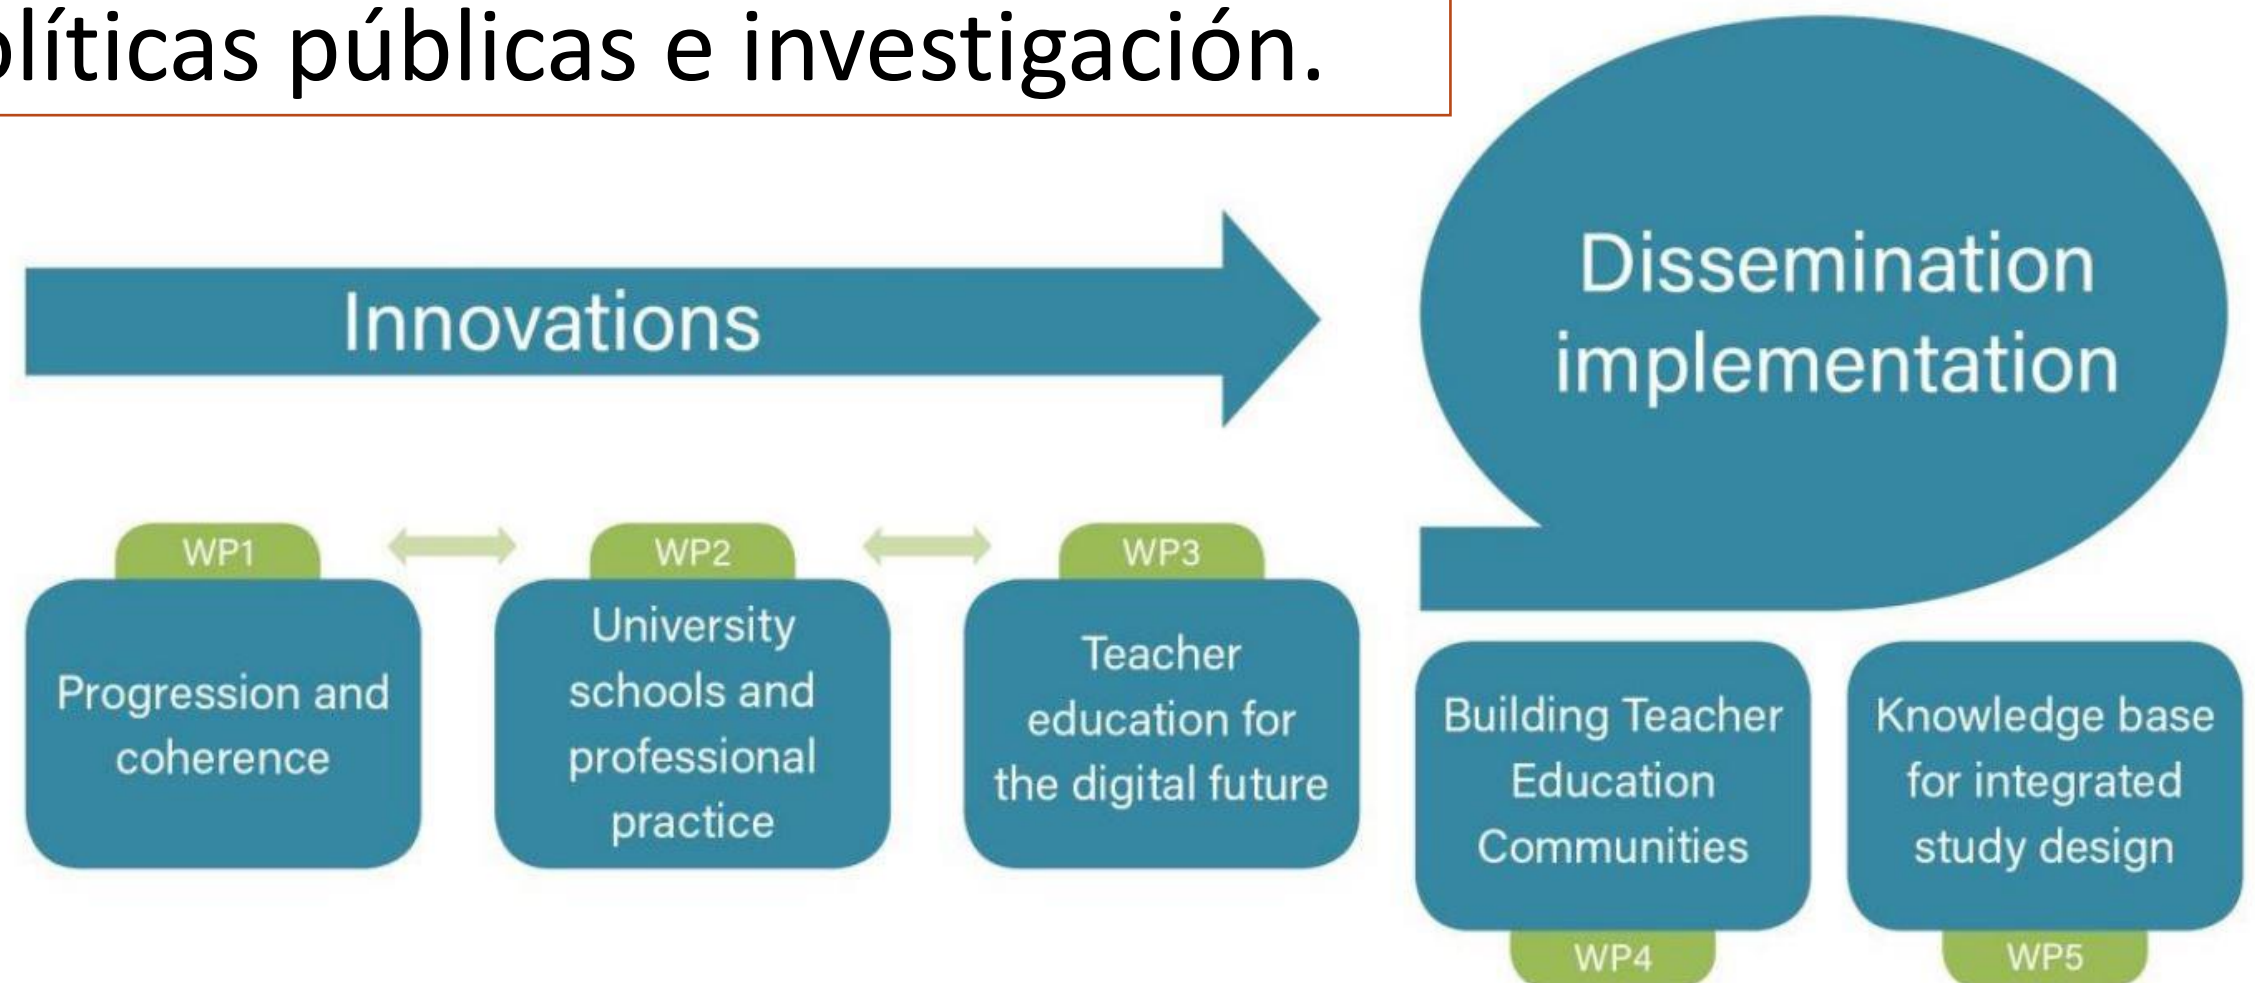 líticas públicas e investigación.
Innovations
Dissemination
implementation
WP1
Progression and
coherence
WP2
University
schools and
professional
practice
WP3
Teacher
education for
the digital future
Building Teacher
Education
Communities
WP4
Knowledge base
for integrated
study design
WP5